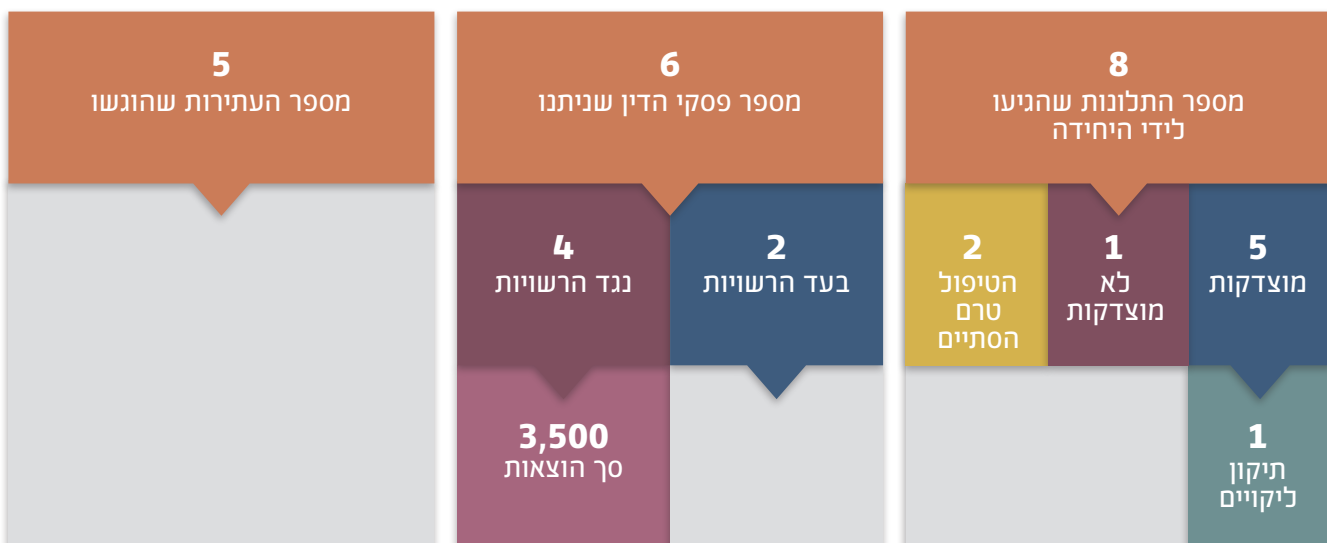 8
מספר התלונות שהגיעו
לידי היחידה
5
מוצדקות
1
לא
מוצדקות
2
הטיפול
טרם
הסתיים
1
תיקון
ליקויים
6
מספר פסקי הדין שניתנו
2
בעד הרשויות
4
נגד הרשויות
3,500
סך הוצאות
5
מספר העתירות שהוגשו